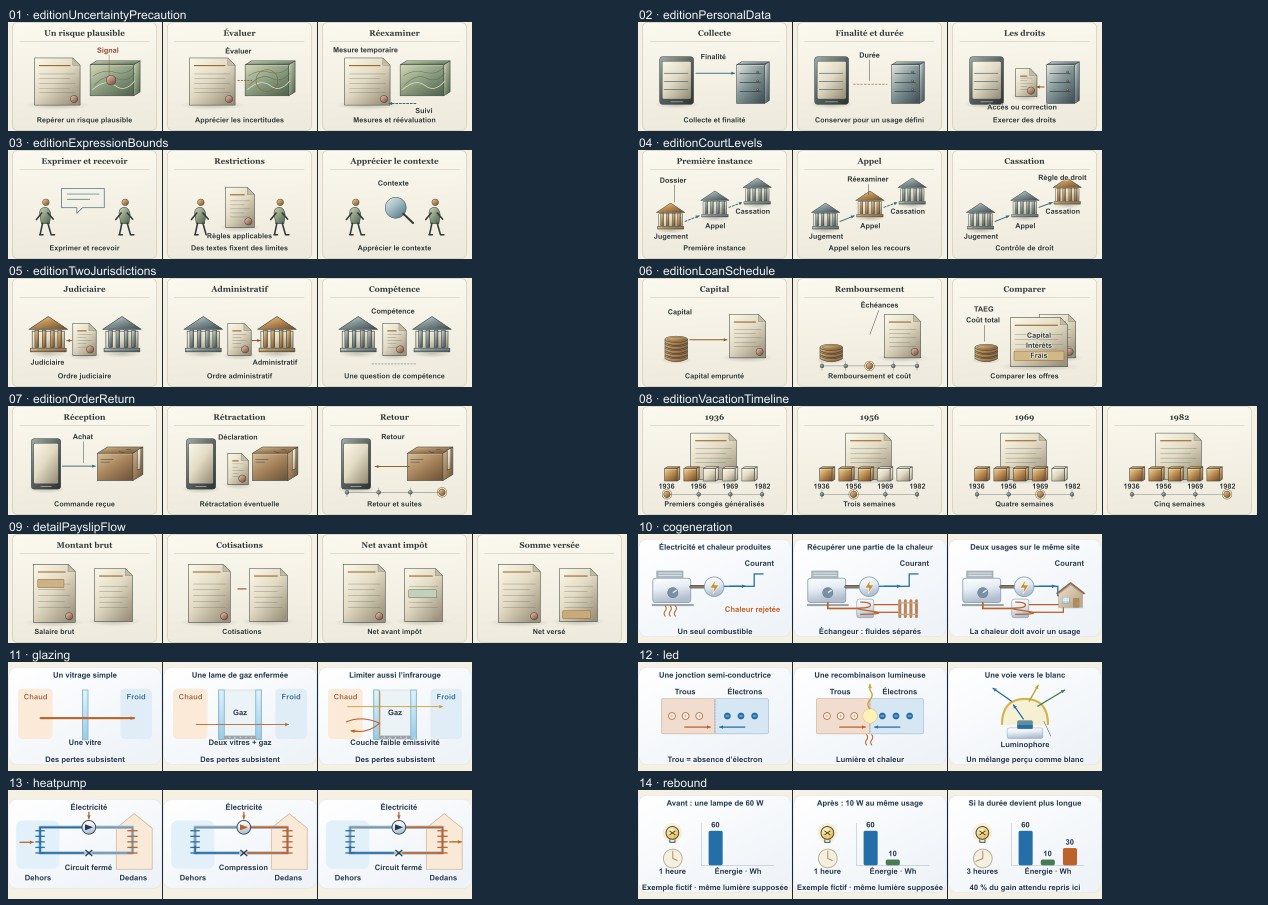 01 · editionUncertaintyPrecaution
Un risque plausible
Signal
Repérer un risque plausible
Évaluer
Évaluer
Apprécier les incertitudes
Réexaminer
Mesure temporaire
Suivi
Mesures et réévaluation
02 · editionPersonalData
Collecte
Finalité
Collecte et finalité
Finalité et durée
Durée
Conserver pour un usage défini
Les droits
Accès ou correction
Exercer des droits
03 · editionExpressionBounds
Exprimer et recevoir
Exprimer et recevoir
Restrictions
Règles applicables
Des textes fixent des limites
Apprécier le contexte
Contexte
Apprécier le contexte
04 · editionCourtLevels
Première instance
Dossier
Cassation
Appel
Jugement
Première instance
Appel
Réexaminer
Cassation
Appel
Jugement
Appel selon les recours
Cassation
Règle de droit
Cassation
Appel
Jugement
Contrôle de droit
05 · editionTwoJurisdictions
Judiciaire
Judiciaire
Ordre judiciaire
Administratif
Administratif
Ordre administratif
Compétence
Compétence
Une question de compétence
06 · editionLoanSchedule
Capital
Capital
Capital emprunté
Remboursement
Échéances
Remboursement et coût
Comparer
TAEG
Coût total
Capital
Intérêts
Frais
Comparer les offres
07 · editionOrderReturn
Réception
Achat
Commande reçue
Rétractation
Déclaration
Rétractation éventuelle
Retour
Retour
Retour et suites
08 · editionVacationTimeline
1936
1936 1956 1969 1982
Premiers congés généralisés
1956
1936 1956 1969 1982
Trois semaines
1969
1936 1956 1969 1982
Quatre semaines
1982
1936 1956 1969 1982
Cinq semaines
09 · detailPayslipFlow
Montant brut
Salaire brut
Cotisations
Cotisations
Net avant impôt
Net avant impôt
Somme versée
Net versé
10 · cogeneration
Électricité et chaleur produites
Courant
Chaleur rejetée
Un seul combustible
Récupérer une partie de la chaleur
Courant
Échangeur : fluides séparés
Deux usages sur le même site
Courant
La chaleur doit avoir un usage
11 · glazing
Un vitrage simple
Chaud
Froid
Une vitre
Des pertes subsistent
Une lame de gaz enfermée
Chaud
Froid
Gaz
Deux vitres + gaz
Des pertes subsistent
Limiter aussi l'infrarouge
Chaud
Froid
Gaz
Couche faible émissivité
Des pertes subsistent
12 · led
Une jonction semi-conductrice
Trous
Électrons
Trou = absence d'électron
Une recombinaison lumineuse
Trous
Électrons
Lumière et chaleur
Une voie vers le blanc
Luminophore
Un mélange perçu comme blanc
13 · heatpump
Électricité
Circuit fermé
Dehors
Dedans
Électricité
Compression
Dehors
Dedans
Électricité
Circuit fermé
Dehors
Dedans
14 · rebound
Avant : une lampe de 60 W
60
1 heure
Énergie · Wh
Exemple fictif · même lumière supposée
Après : 10 W au même usage
60
10
1 heure
Énergie · Wh
Exemple fictif · même lumière supposée
Si la durée devient plus longue
60
10
30
3 heures
Énergie · Wh
40 % du gain attendu repris ici